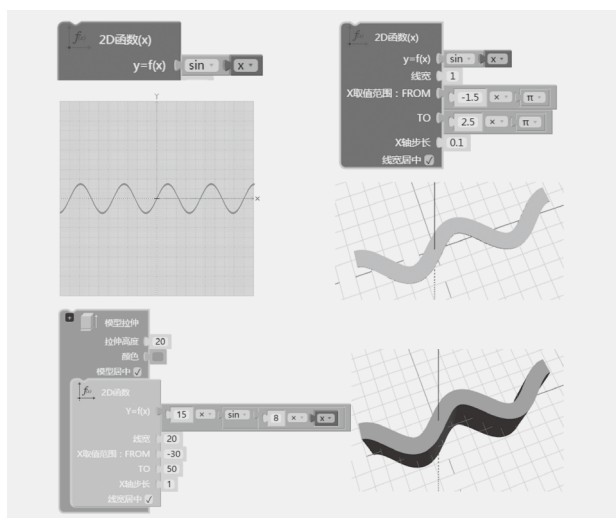 f(x) 2D函数(x)
y=f(x) sin x
Y
X
f(x) 2D函数(x)
y=f(x) sin x
线宽 1
X取值范围：FROM -1.5 × π
TO 2.5 × π
X轴步长 0.1
线宽居中
模型拉伸
拉伸高度 20
颜色
模型居中
f(x) 2D函数
Y=f(x) 15 × sin 8 × x
线宽 20
X取值范围：FROM -30
TO 50
X轴步长 1
线宽居中